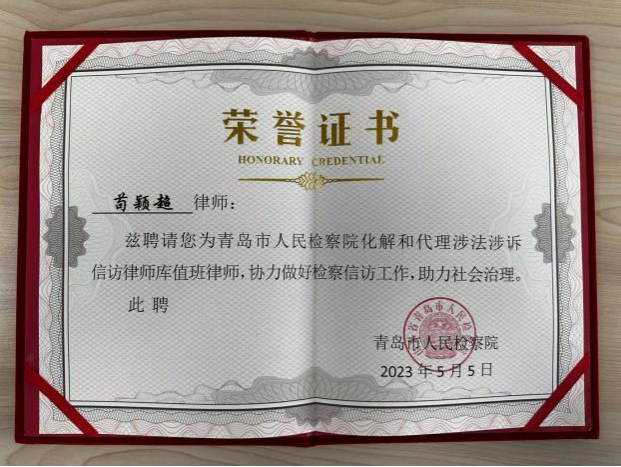 荣誉证书
HONORARY CREDENTIAL
苟颖超 律师：
兹聘请您为青岛市人民检察院化解和代理涉法涉诉
信访律师库值班律师，协力做好检察信访工作，助力社会治理。
此聘
青岛市人民检察院
2023年5月5日